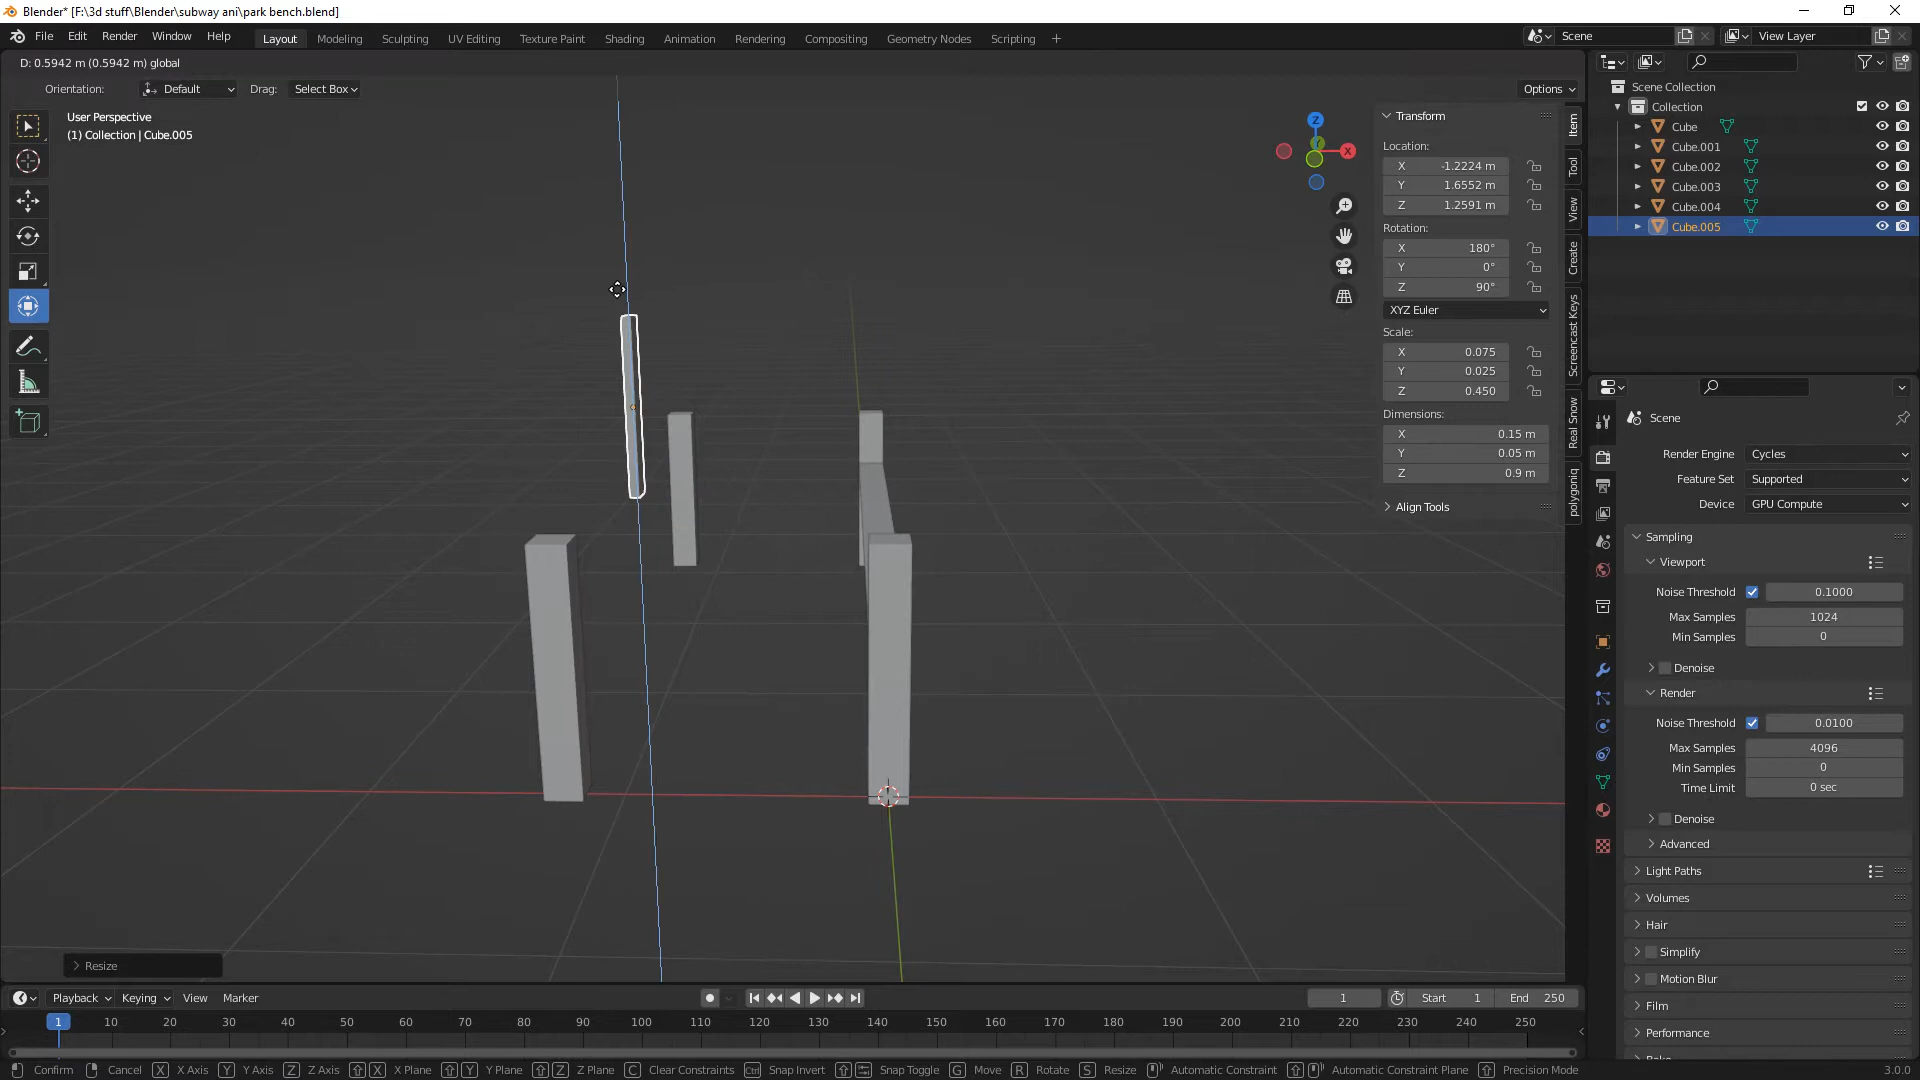 Blender* [F:\3d stuff\Blender\subway ani\park bench.blend]
File Edit Render Window Help Layout Modeling Sculpting UV Editing Texture Paint Shading Animation Rendering Compositing Geometry Nodes Scripting + Scene View Layer
D: 0.5942 m (0.5942 m) global
Orientation: Default Drag: Select Box Options
User Perspective
(1) Collection | Cube.005
Z
X
Transform
Location:
X -1.2224 m
Y 1.6552 m
Z 1.2591 m
Rotation:
X 180°
Y 0°
Z 90°
XYZ Euler
Scale:
X 0.075
Y 0.025
Z 0.450
Dimensions:
X 0.15 m
Y 0.05 m
Z 0.9 m
Align Tools
Item
Tool
View
Create
Screencast Keys
Real Snow
polygoniq
Scene Collection
Collection
Cube
Cube.001
Cube.002
Cube.003
Cube.004
Cube.005
Scene
Render Engine Cycles
Feature Set Supported
Device GPU Compute
Sampling
Viewport
Noise Threshold 0.1000
Max Samples 1024
Min Samples 0
Denoise
Render
Noise Threshold 0.0100
Max Samples 4096
Min Samples 0
Time Limit 0 sec
Denoise
Advanced
Light Paths
Volumes
Hair
Simplify
Motion Blur
Film
Performance
Resize
Playback Keying View Marker 1 Start 1 End 250
1 10 20 30 40 50 60 70 80 90 100 110 120 130 140 150 160 170 180 190 200 210 220 230 240 250
Confirm Cancel X X Axis Y Y Axis Z Z Axis X X Plane Y Y Plane Z Z Plane C Clear Constraints Ctrl Snap Invert Snap Toggle G Move R Rotate S Resize Automatic Constraint Automatic Constraint Plane Precision Mode 3.0.0